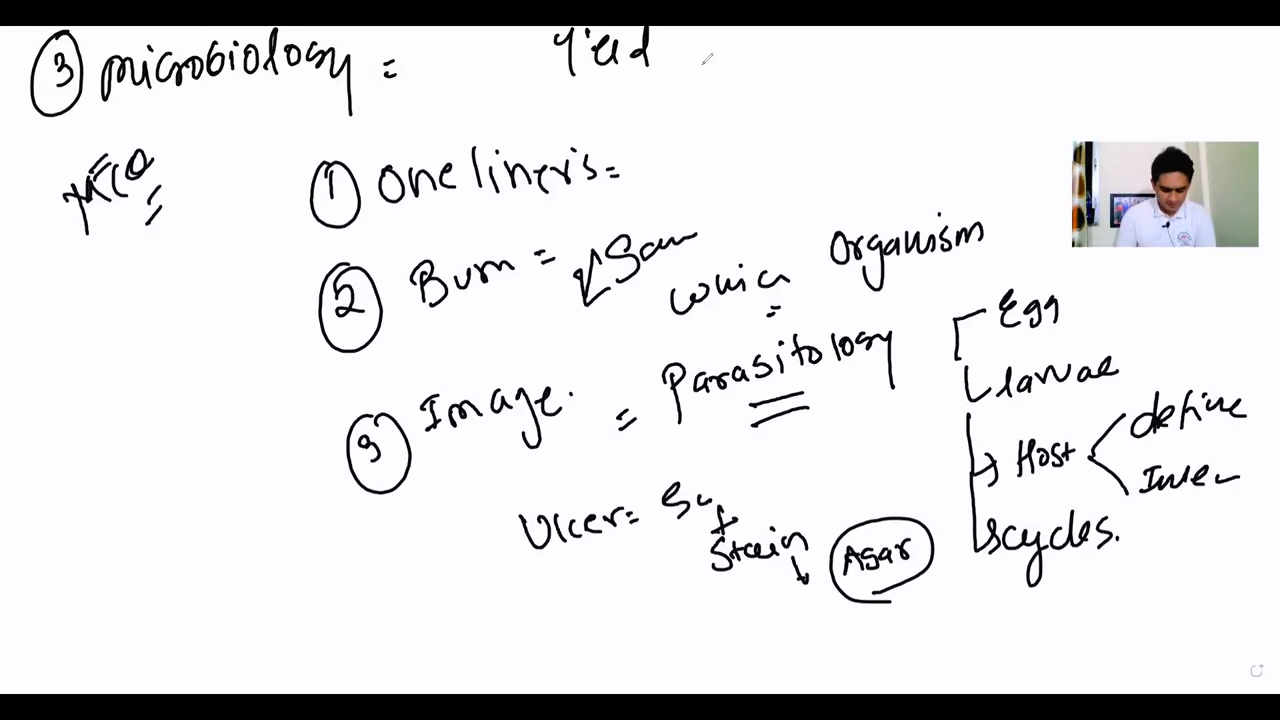 ③ microbiology = Yield
① One liner's =
② Burn =
which organism
③ Image. = Parasitology
Egg
larvae
Host
define
cycles.
Ulcer =
Stain
Agar